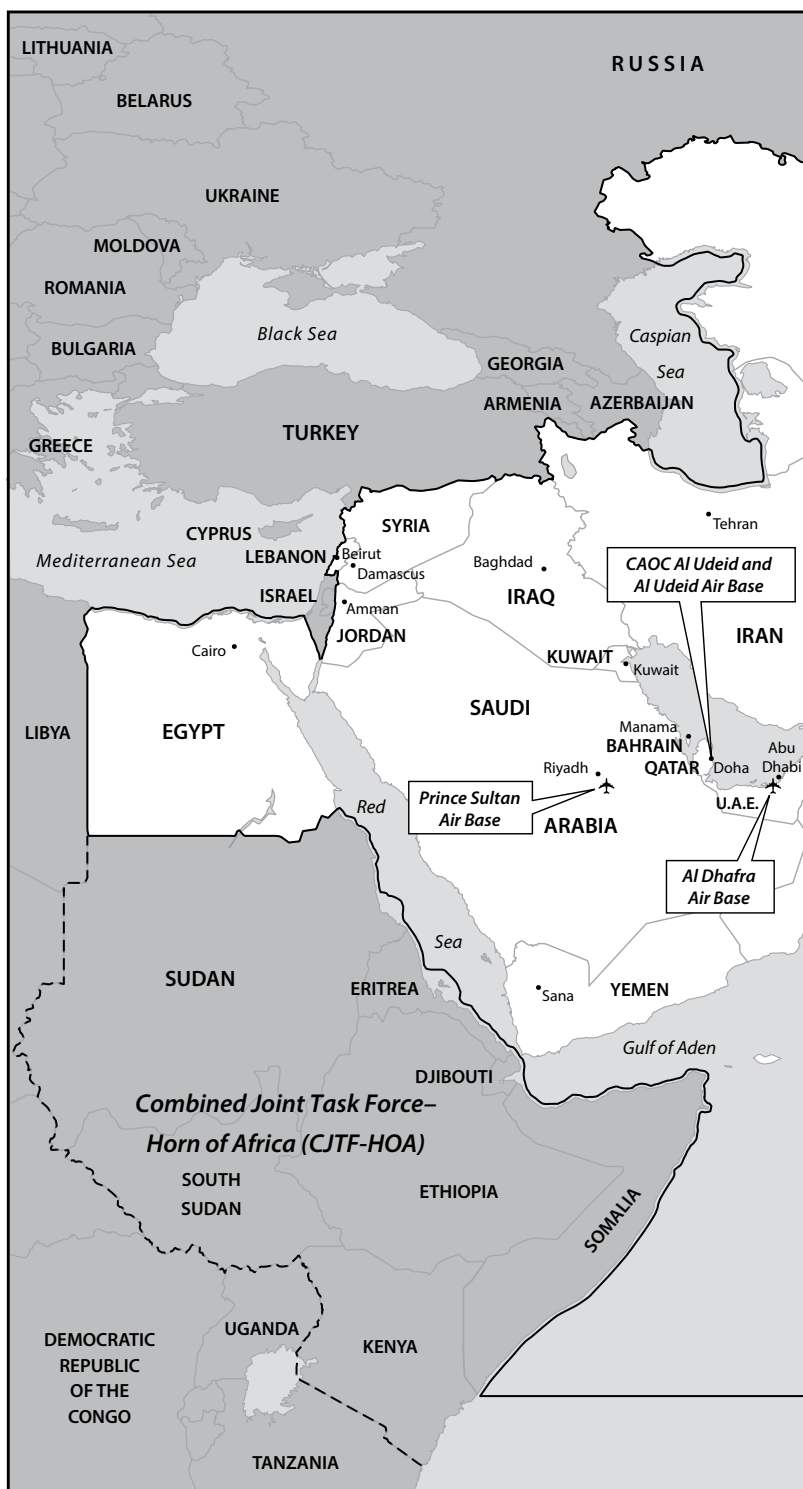 LITHUANIA
RUSSIA
BELARUS
UKRAINE
MOLDOVA
ROMANIA
Black Sea
Caspian
Sea
BULGARIA
GEORGIA
ARMENIA
AZERBAIJAN
TURKEY
GREECE
CYPRUS
SYRIA
Tehran
Mediterranean Sea
LEBANON
Beirut
Damascus
Baghdad
CAOC Al Udeid and
Al Udeid Air Base
ISRAEL
Amman
IRAQ
JORDAN
IRAN
Cairo
KUWAIT
Kuwait
LIBYA
EGYPT
SAUDI
ARABIA
Manama
BAHRAIN
QATAR
Doha
Abu
Dhabi
Riyadh
U.A.E.
Prince Sultan
Air Base
Red
Sea
Al Dhafra
Air Base
SUDAN
ERITREA
Sana
YEMEN
Gulf of Aden
DJIBOUTI
Combined Joint Task Force–
Horn of Africa (CJTF-HOA)
SOUTH
SUDAN
ETHIOPIA
SOMALIA
UGANDA
KENYA
DEMOCRATIC
REPUBLIC
OF THE
CONGO
TANZANIA